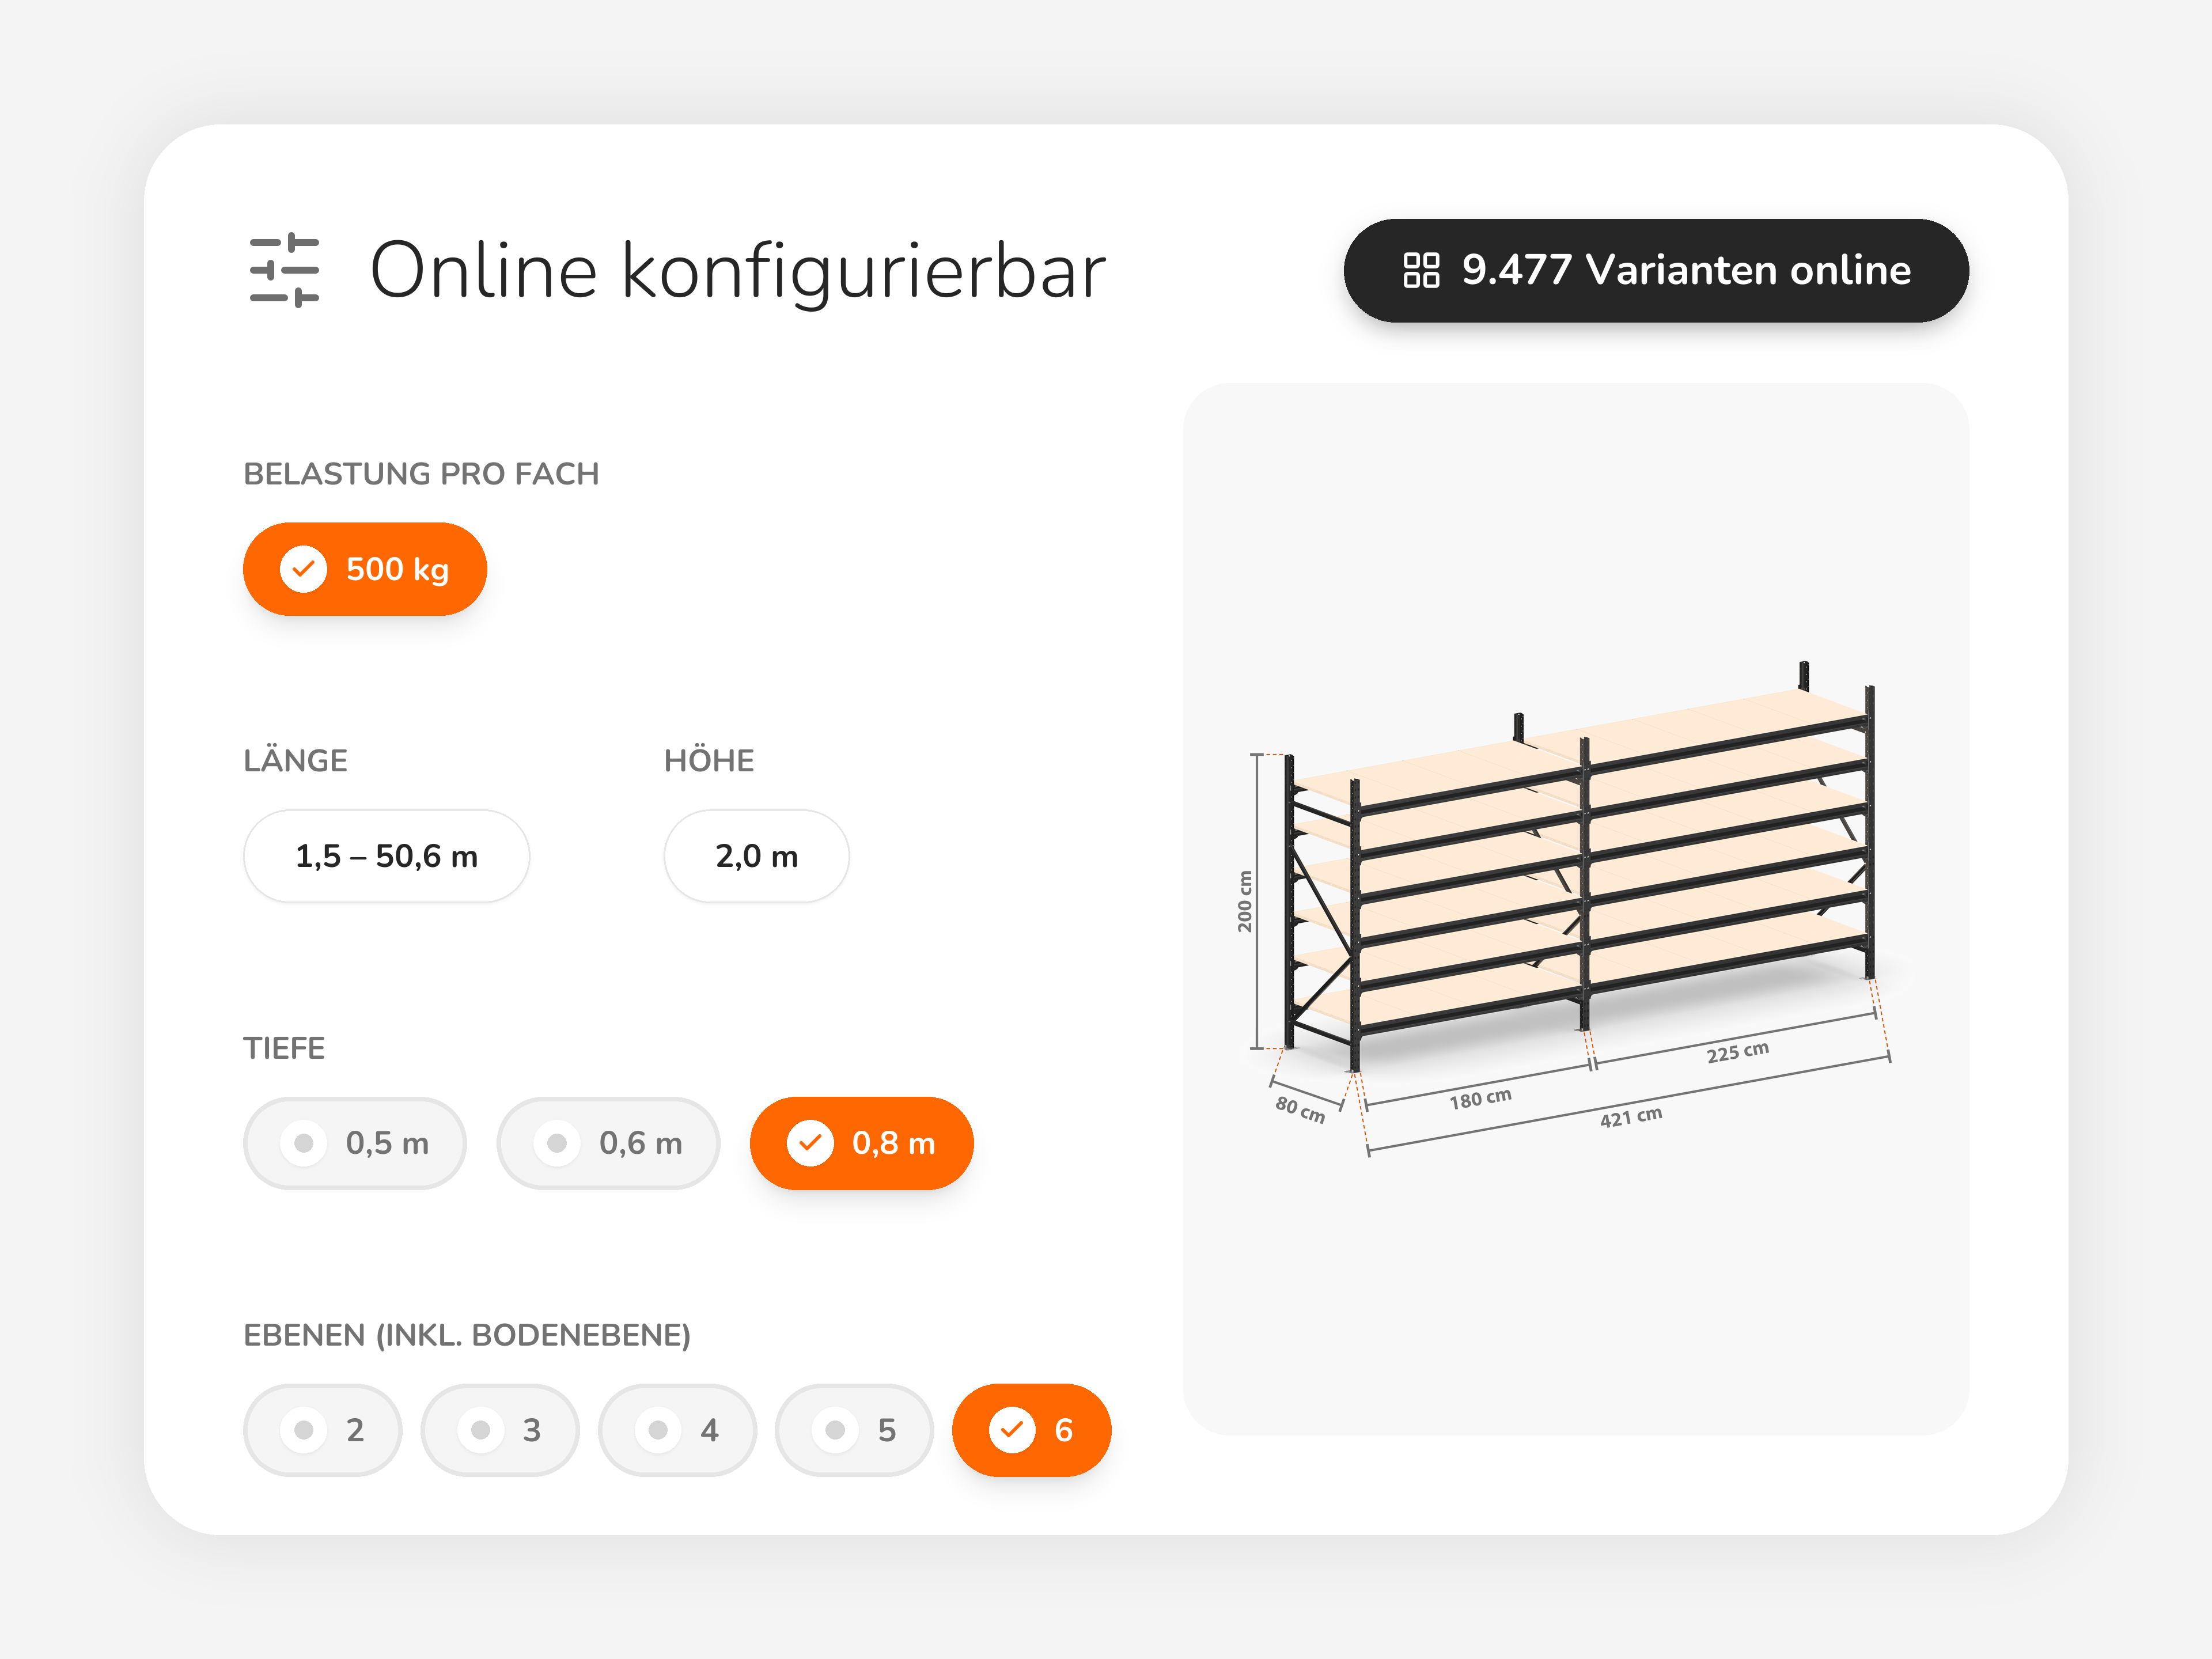 Online konfigurierbar
9.477 Varianten online
BELASTUNG PRO FACH
500 kg
LÄNGE
HÖHE
1,5 – 50,6 m
2,0 m
TIEFE
0,5 m
0,6 m
0,8 m
EBENEN (INKL. BODENEBENE)
2
3
4
5
6
200 cm
80 cm
180 cm
225 cm
421 cm